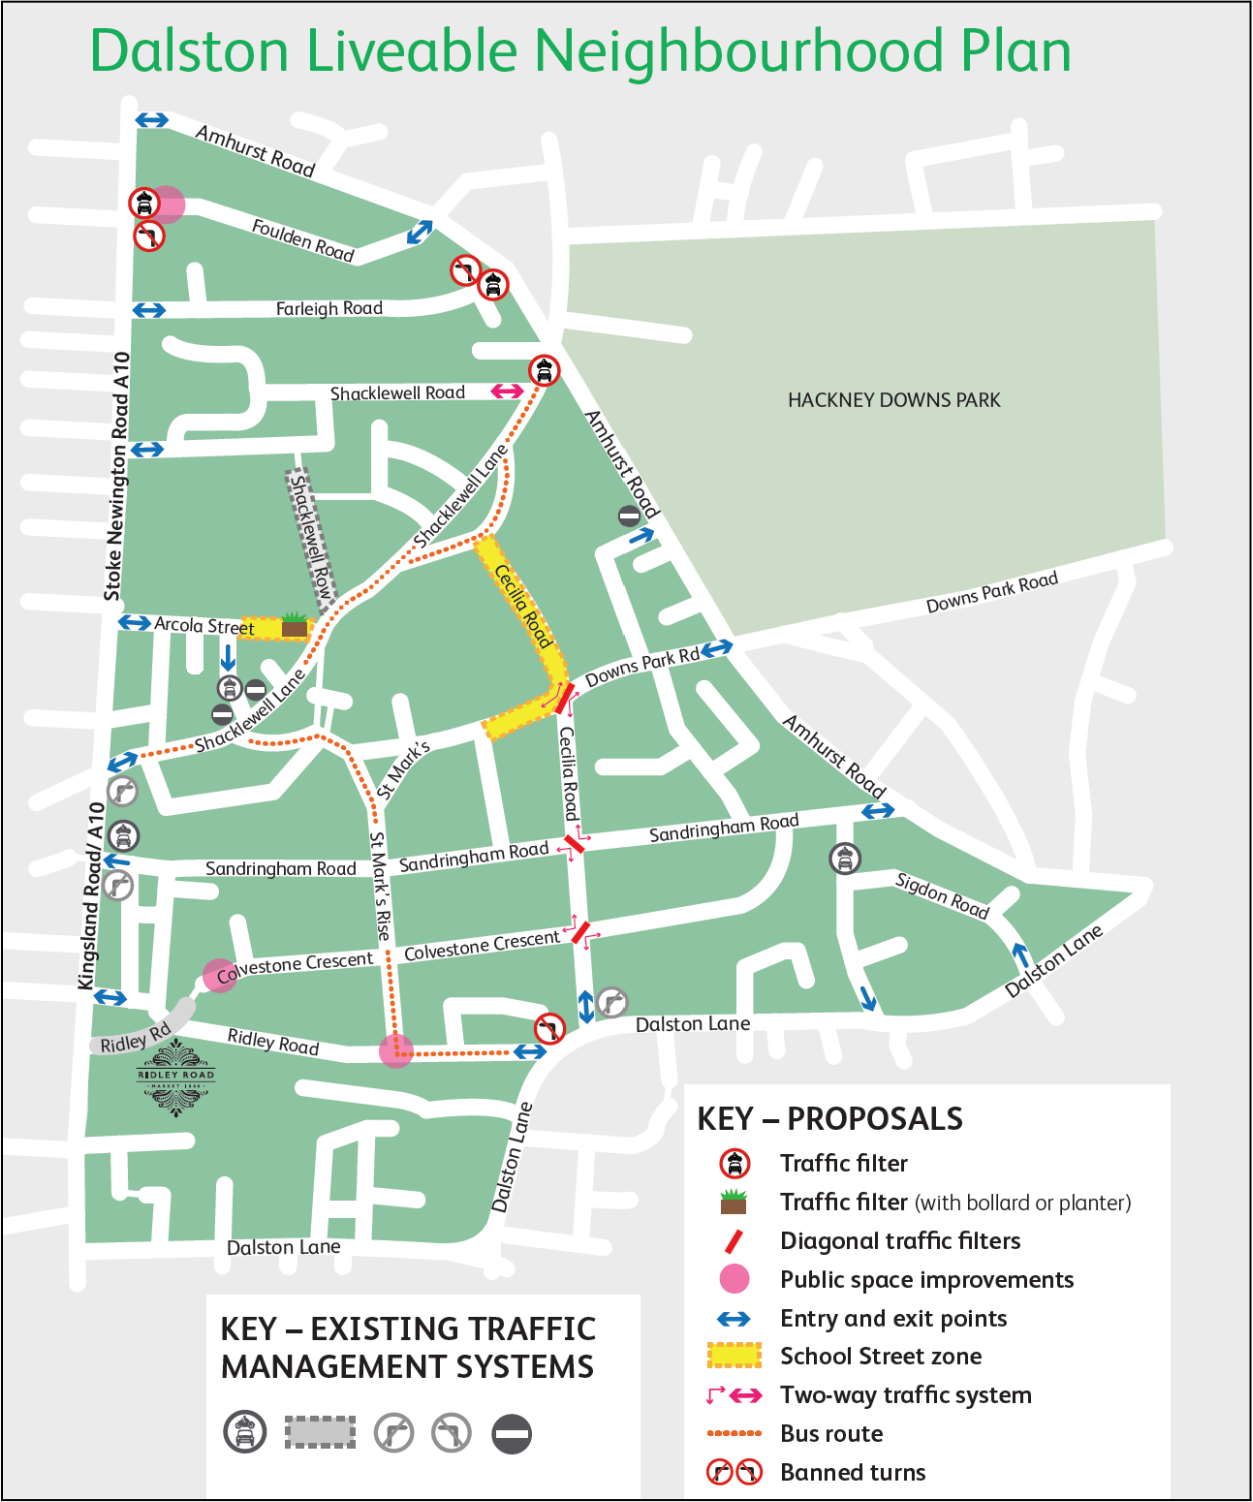 Dalston Liveable Neighbourhood Plan
Amhurst Road
Foulden Road
Farleigh Road
Stoke Newington Road A10
Shacklewell Road
HACKNEY DOWNS PARK
Amhurst Road
Shacklewell Lane
Shacklewell Row
Cecilia Road
Downs Park Road
Arcola Street
Downs Park Rd
Shacklewell Lane
St Mark's
Cecilia Road
Amhurst Road
Kingsland Road/ A10
Sandringham Road
Sandringham Road
Sandringham Road
St Mark's Rise
Sigdon Road
Colvestone Crescent
Colvestone Crescent
Dalston Lane
Ridley Rd
Ridley Road
Dalston Lane
RIDLEY ROAD
MARKET 1880
Dalston Lane
Dalston Lane
KEY – PROPOSALS
Traffic filter
Traffic filter (with bollard or planter)
Diagonal traffic filters
Public space improvements
Entry and exit points
School Street zone
Two-way traffic system
Bus route
Banned turns
KEY – EXISTING TRAFFIC
MANAGEMENT SYSTEMS